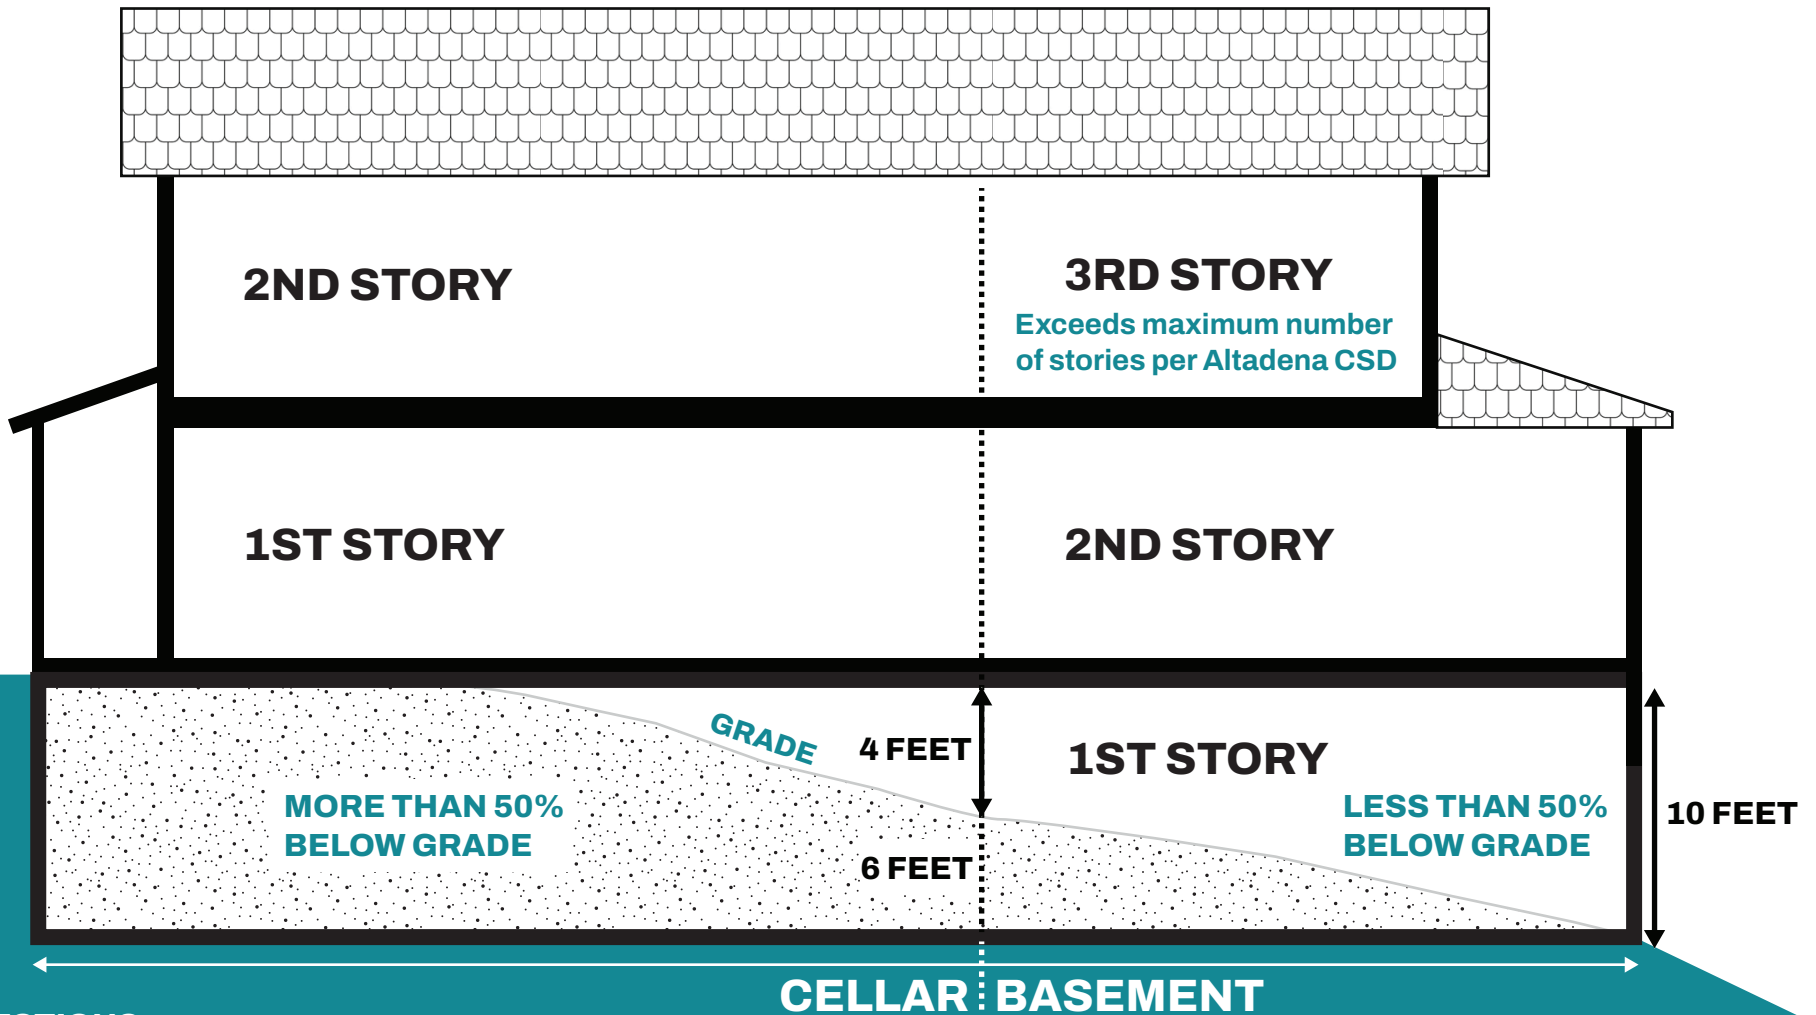 2ND STORY
3RD STORY
Exceeds maximum number
of stories per Altadena CSD
1ST STORY
2ND STORY
GRADE
4 FEET
1ST STORY
MORE THAN 50%
BELOW GRADE
LESS THAN 50%
BELOW GRADE
10 FEET
6 FEET
CELLAR
BASEMENT